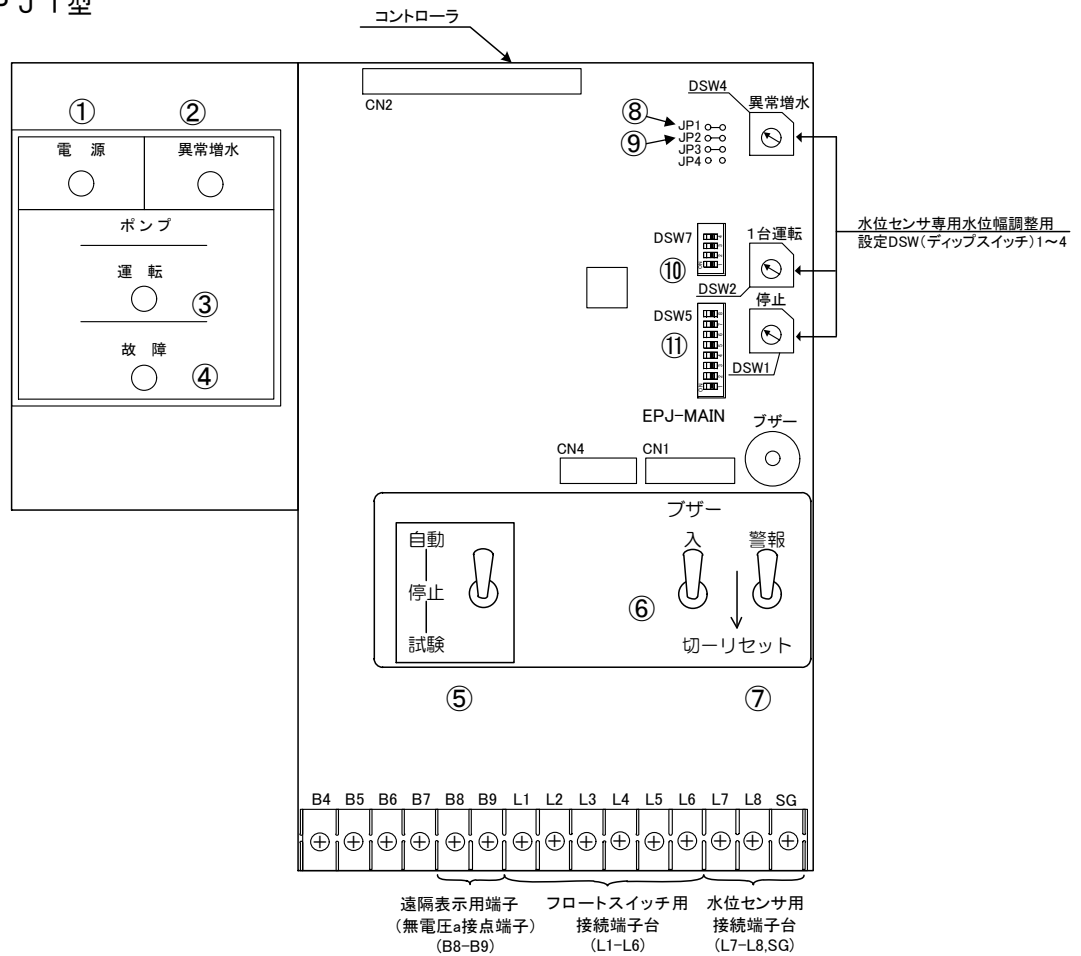 PJ1型
コントローラ
CN2
① ②
電 源 異常増水
ポンプ
運 転
③
故 障
④
DSW4
異常増水
⑧ JP1
⑨ JP2
JP3
JP4
水位センサ専用水位幅調整用
設定DSW(ディップスイッチ)1~4
DSW7
⑩
1台運転
DSW2
停止
DSW5
⑪
DSW1
EPJ-MAIN
ブザー
CN4 CN1
自動
停止
試験
ブザー
入 警報
⑥
切ーリセット
⑤ ⑦
B4 B5 B6 B7 B8 B9 L1 L2 L3 L4 L5 L6 L7 L8 SG
遠隔表示用端子
(無電圧a接点端子)
(B8-B9)
フロートスイッチ用
接続端子台
(L1-L6)
水位センサ用
接続端子台
(L7-L8,SG)